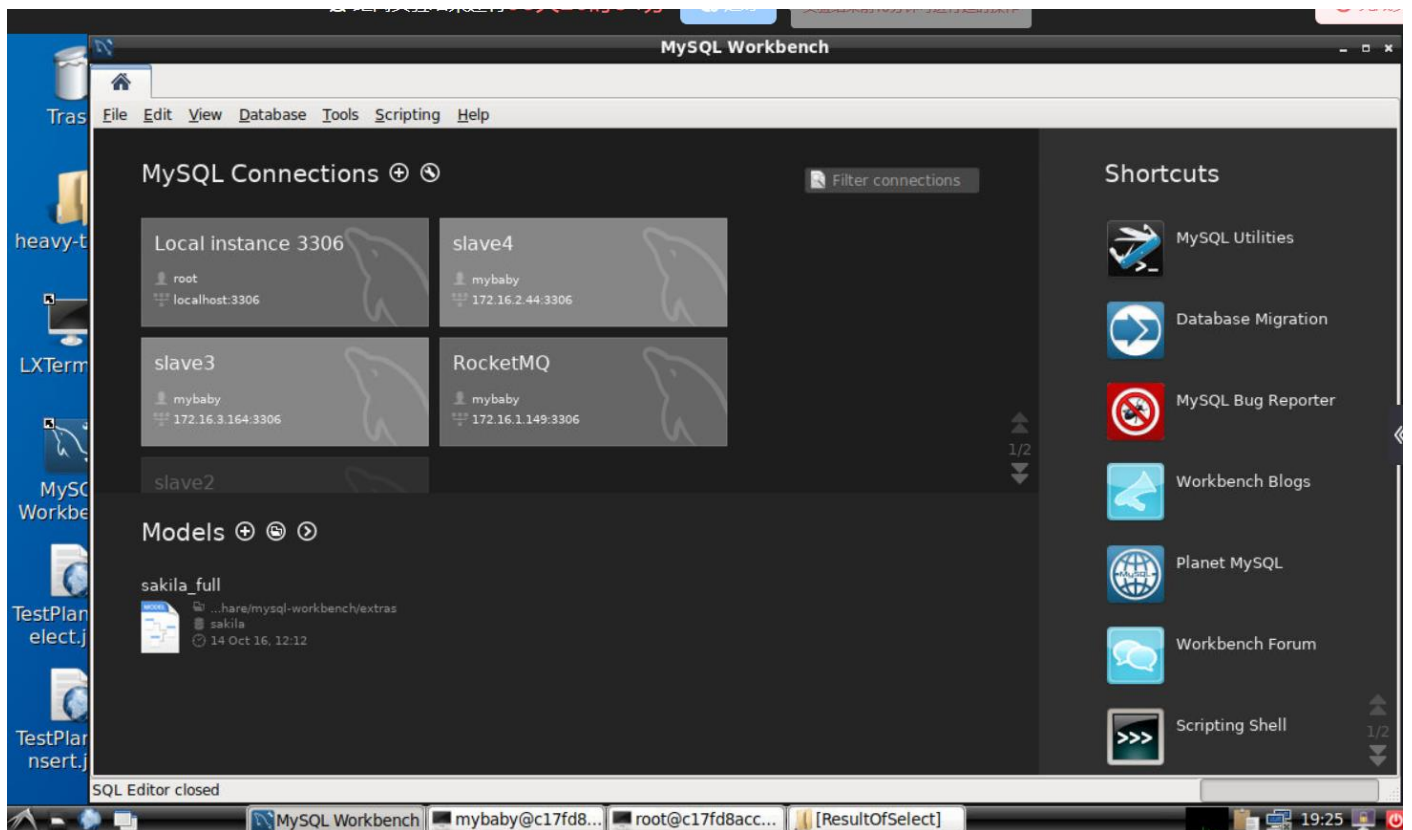 MySQL Workbench
File Edit View Database Tools Scripting Help
Tras
heavy-t
LXTerm
MySC
Workbe
TestPlan
elect.j
TestPlar
nsert.j
MySQL Connections
Filter connections
Local instance 3306
root
localhost:3306
slave4
mybaby
172.16.2.44:3306
slave3
mybaby
172.16.3.164:3306
RocketMQ
mybaby
172.16.1.149:3306
1/2
slave2
Models
sakila_full
...hare/mysql-workbench/extras
sakila
14 Oct 16, 12:12
Shortcuts
MySQL Utilities
Database Migration
MySQL Bug Reporter
Workbench Blogs
Planet MySQL
Workbench Forum
Scripting Shell
1/2
SQL Editor closed
MySQL Workbench
mybaby@c17fd8...
root@c17fd8acc...
[ResultOfSelect]
19:25